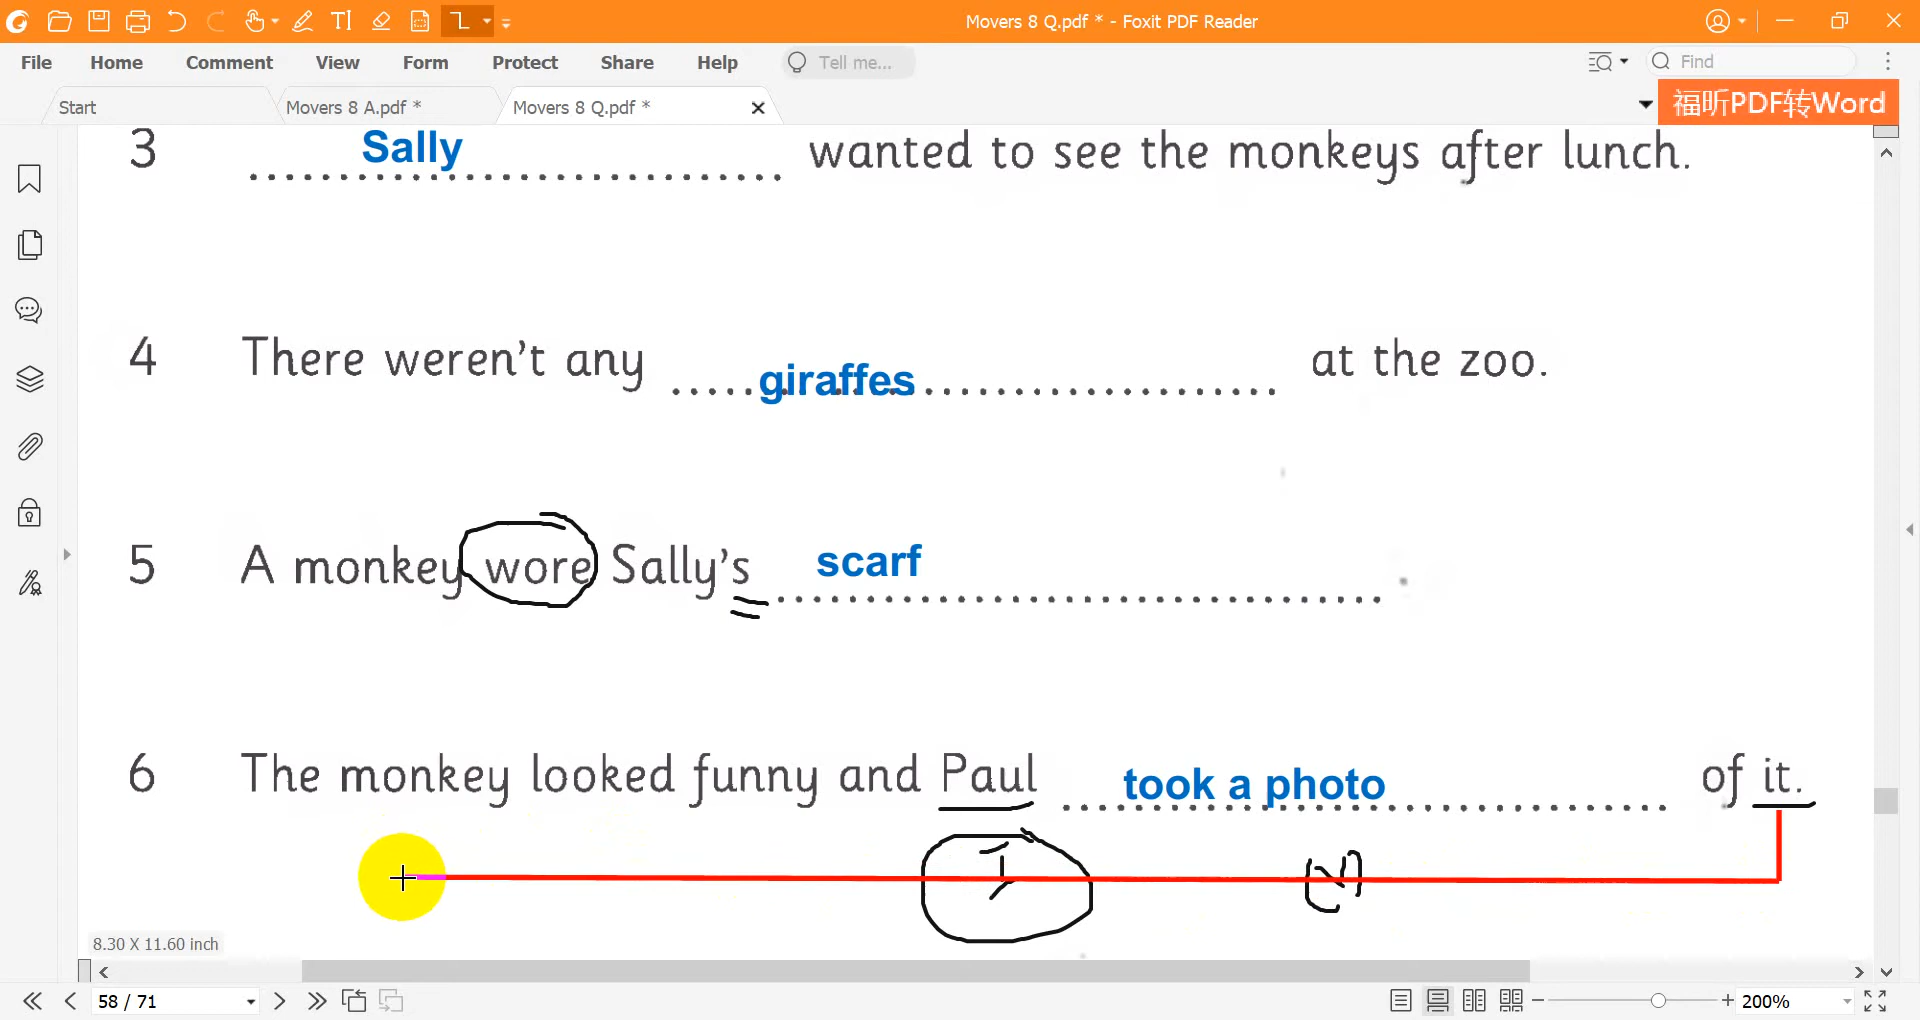 Movers 8 Q.pdf * - Foxit PDF Reader
File Home Comment View Form Protect Share Help Tell me... Find
Start Movers 8 A.pdf * Movers 8 Q.pdf * 福昕PDF转Word
3 Sally wanted to see the monkeys after lunch.
4 There weren't any giraffes at the zoo.
5 A monkey wore Sally's scarf .
6 The monkey looked funny and Paul took a photo of it.
8.30 X 11.60 inch
58 / 71 200%